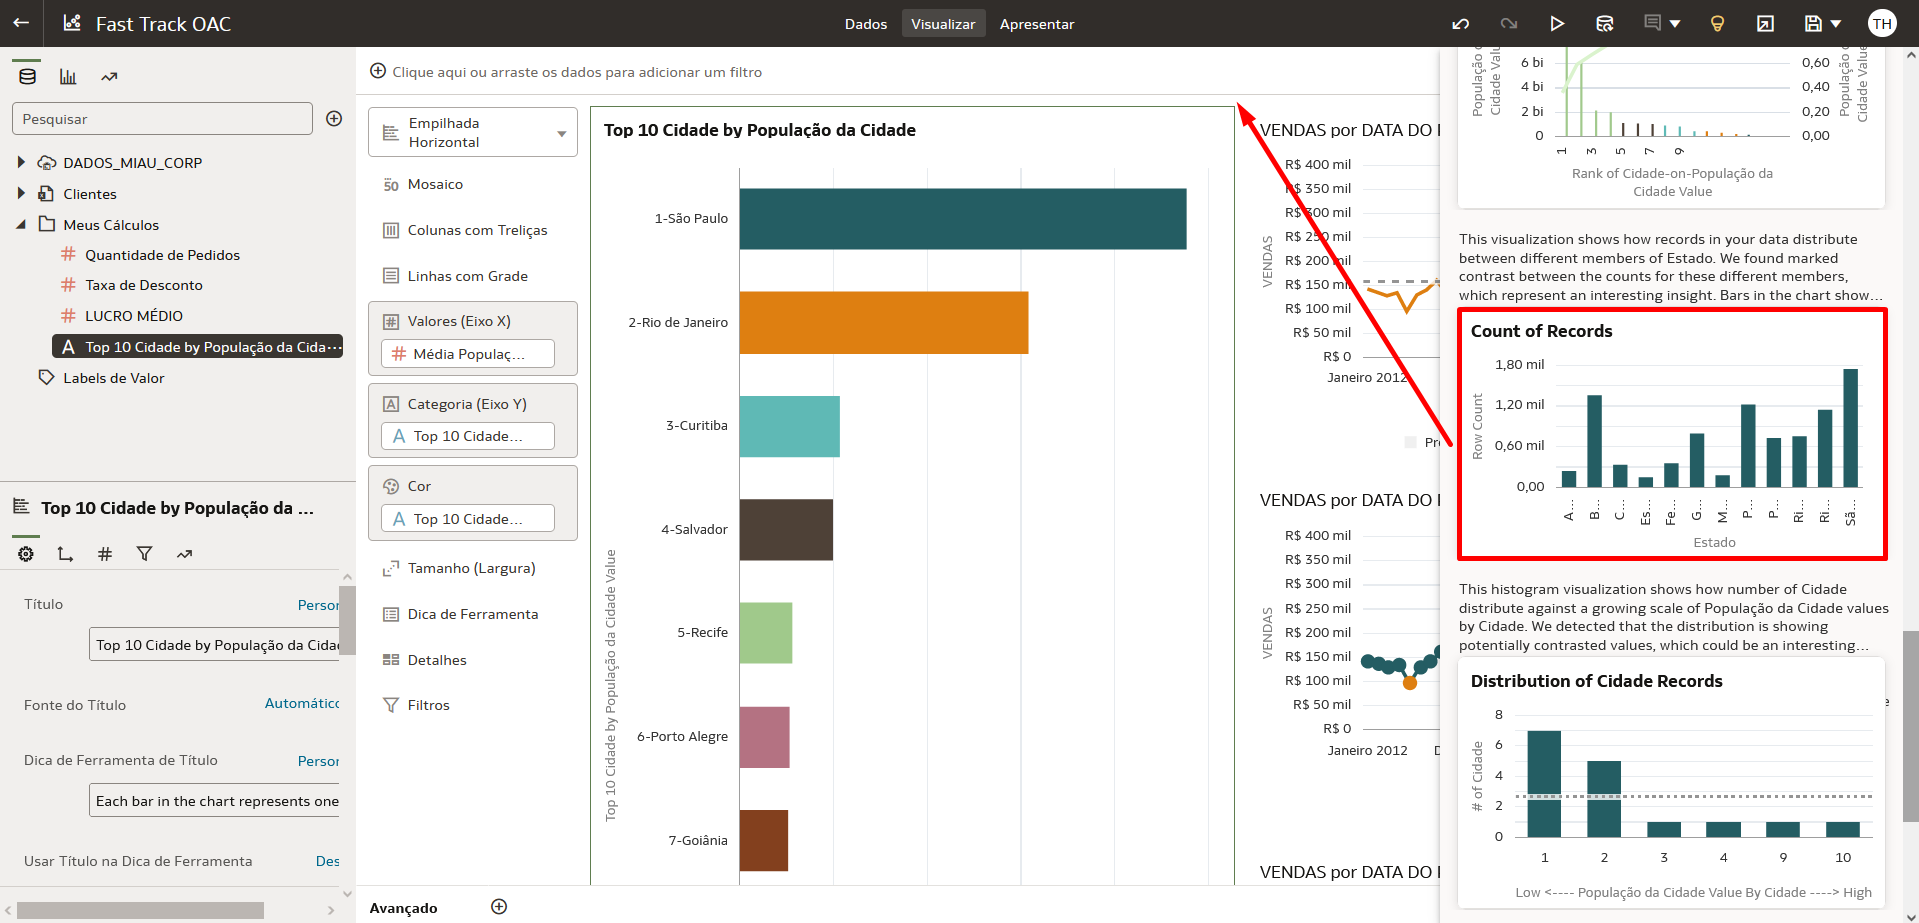 Fast Track OAC
Dados
Visualizar
Apresentar
TH
Pesquisar
DADOS_MIAU_CORP
Clientes
Meus Cálculos
Quantidade de Pedidos
Taxa de Desconto
LUCRO MÉDIO
Top 10 Cidade by População da Cida...
Labels de Valor
Top 10 Cidade by População da ...
Título
Person
Top 10 Cidade by População da Cida
Fonte do Título
Automático
Dica de Ferramenta de Título
Person
Each bar in the chart represents one
Usar Título na Dica de Ferramenta
Des
Clique aqui ou arraste os dados para adicionar um filtro
Empilhada
Horizontal
Mosaico
Colunas com Treliças
Linhas com Grade
Valores (Eixo X)
Média Populaç...
Categoria (Eixo Y)
Top 10 Cidade...
Cor
Top 10 Cidade...
Tamanho (Largura)
Dica de Ferramenta
Detalhes
Filtros
Avançado
Top 10 Cidade by População da Cidade
Top 10 Cidade by População da Cidade Value
1-São Paulo
2-Rio de Janeiro
3-Curitiba
4-Salvador
5-Recife
6-Porto Alegre
7-Goiânia
VENDAS por DATA DO
VENDAS
R$ 400 mil
R$ 350 mil
R$ 300 mil
R$ 250 mil
R$ 200 mil
R$ 150 mil
R$ 100 mil
R$ 50 mil
R$ 0
Janeiro 2012
VENDAS por DATA DO
VENDAS
R$ 400 mil
R$ 350 mil
R$ 300 mil
R$ 250 mil
R$ 200 mil
R$ 150 mil
R$ 100 mil
R$ 50 mil
R$ 0
Janeiro 2012
VENDAS por DATA DO
População
Cidade Valu
6 bi
4 bi
2 bi
0
0,60
0,40
0,20
0,00
População
Cidade Value
1 3 5 7 9
Rank of Cidade-on-População da
Cidade Value
This visualization shows how records in your data distribute
between different members of Estado. We found marked
contrast between the counts for these different members,
which represent an interesting insight. Bars in the chart show...
Count of Records
Row Count
1,80 mil
1,20 mil
0,60 mil
0,00
A... B... C... Es... Fe... G... M... P... P... Ri... Ri... Sã...
Estado
This histogram visualization shows how number of Cidade
distribute against a growing scale of População da Cidade values
by Cidade. We detected that the distribution is showing
potentially contrasted values, which could be an interesting...
Distribution of Cidade Records
# of Cidade
8
6
4
2
0
1 2 3 4 9 10
Low <---- População da Cidade Value By Cidade ----> High